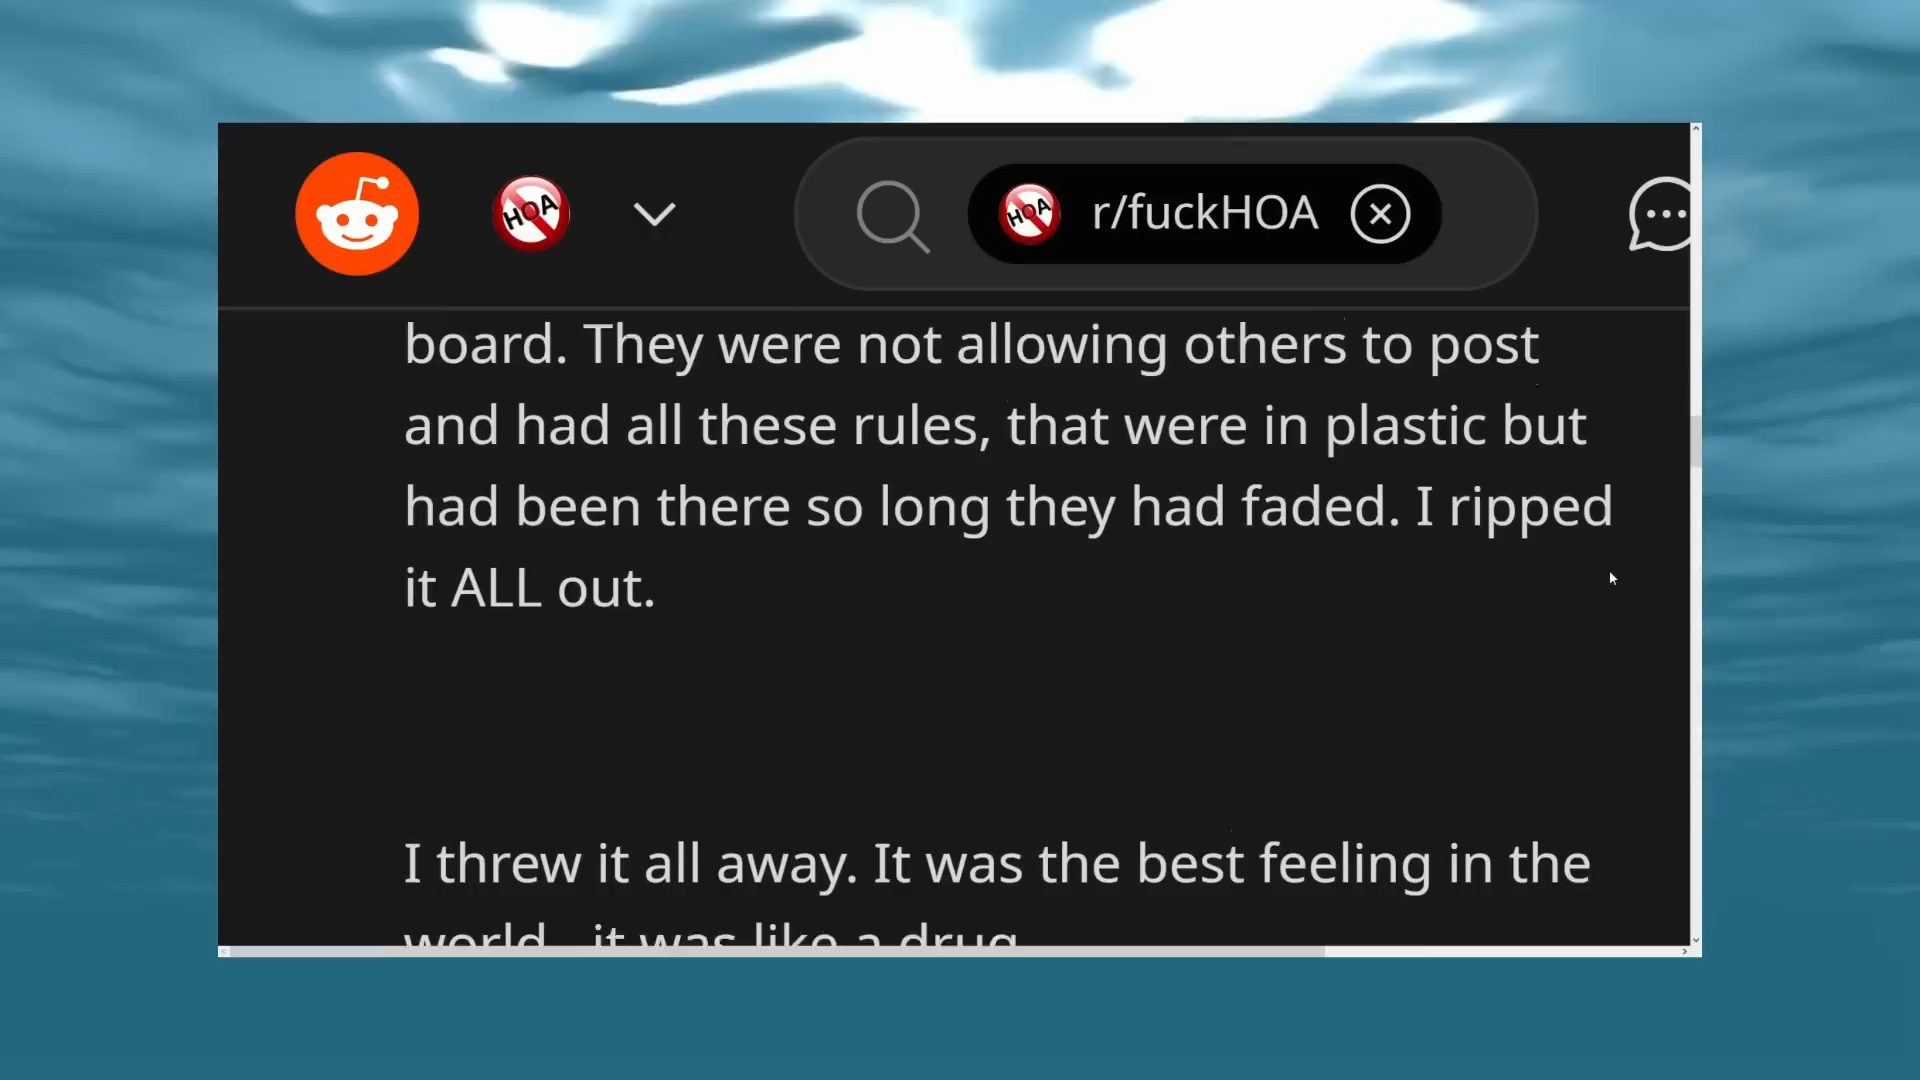 HOA
HOA r/fuckHOA
board. They were not allowing others to post
and had all these rules, that were in plastic but
had been there so long they had faded. I ripped
it ALL out.
I threw it all away. It was the best feeling in the
world.. it was like a drug